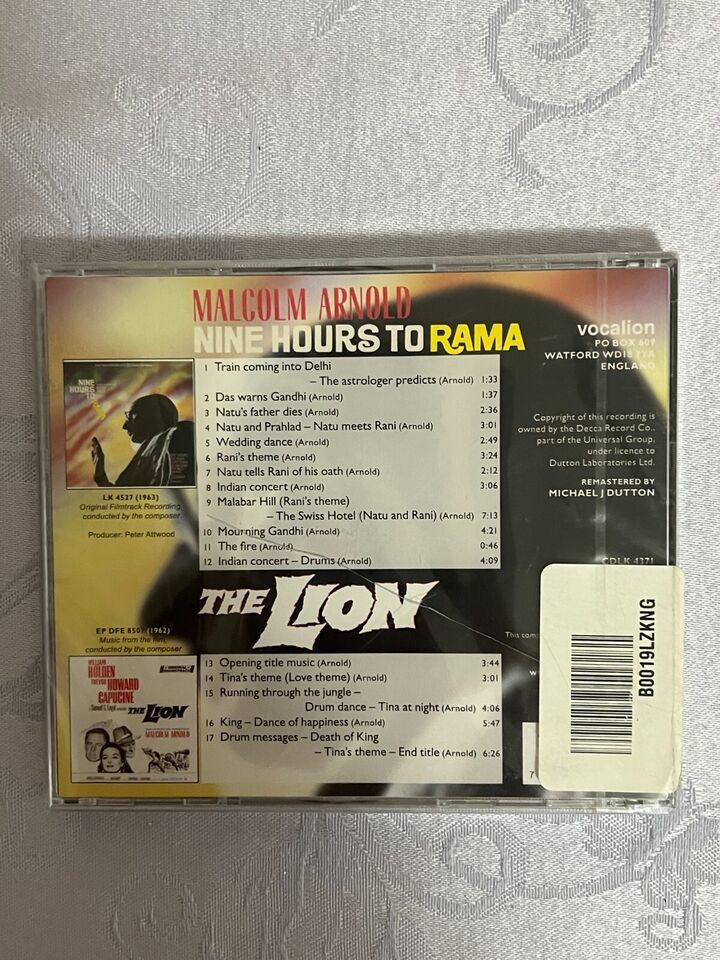 MALCOLM ARNOLD
NINE HOURS TO RAMA
1 Train coming into Delhi
– The astrologer predicts (Arnold) 1:33
2 Das warns Gandhi (Arnold) 1:37
3 Natu's father dies (Arnold) 2:36
4 Natu and Prahlad – Natu meets Rani (Arnold) 3:01
5 Wedding dance (Arnold) 2:49
6 Rani's theme (Arnold) 3:24
7 Natu tells Rani of his oath (Arnold) 2:12
8 Indian concert (Arnold) 3:06
9 Malabar Hill (Rani's theme)
– The Swiss Hotel (Natu and Rani) (Arnold) 7:13
10 Mourning Gandhi (Arnold) 4:21
11 The fire (Arnold) 0:46
12 Indian concert – Drums (Arnold) 4:09
NINE
HOURS
TO
LK 4527 (1963)
Original Filmtrack Recording,
conducted by the composer
Producer: Peter Attwood
vocalion
PO BOX 609
WATFORD WD18 7YA
ENGLAND
Copyright of this recording is
owned by the Decca Record Co.,
part of the Universal Group,
under licence to
Dutton Laboratories Ltd.
REMASTERED BY
MICHAEL J DUTTON
CDLK 4371
THE LION
EP DFE 8507 (1962)
Music from the film,
conducted by the composer
13 Opening title music (Arnold) 3:44
14 Tina's theme (Love theme) (Arnold) 3:01
15 Running through the jungle –
Drum dance – Tina at night (Arnold) 4:06
16 King – Dance of happiness (Arnold) 5:47
17 Drum messages – Death of King
– Tina's theme – End title (Arnold) 6:26
WILLIAM
HOLDEN
TREVOR
HOWARD
CAPUCINE
THE LION
MALCOLM ARNOLD
This
7
B0019LZKNG